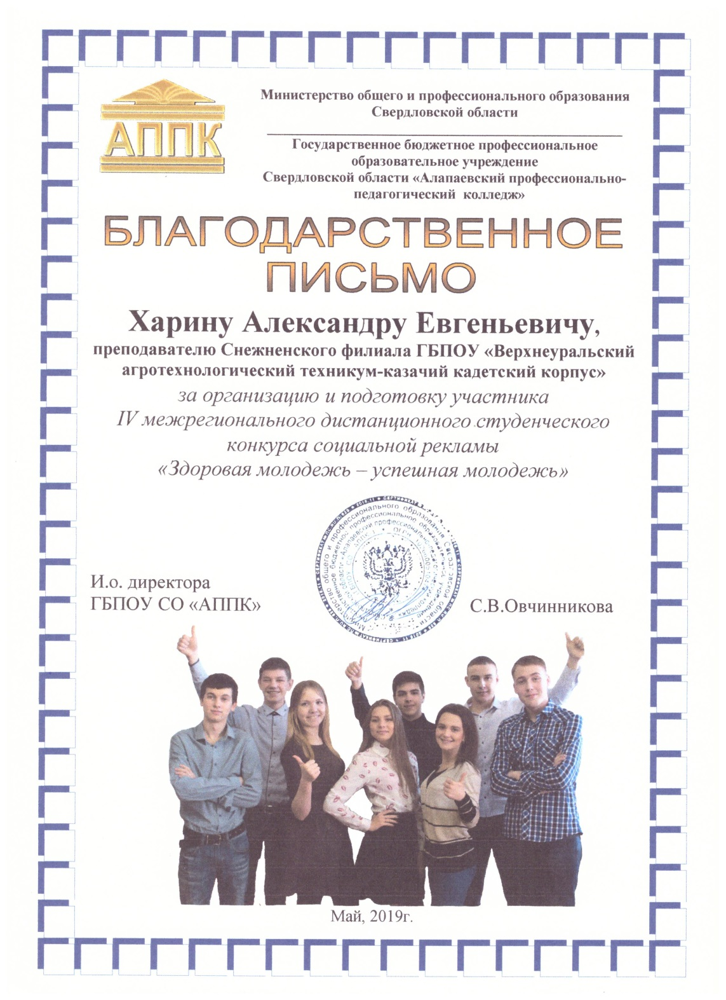 АППК
Министерство общего и профессионального образования
Свердловской области
Государственное бюджетное профессиональное
образовательное учреждение
Свердловской области «Алапаевский профессионально-
педагогический колледж»
БЛАГОДАРСТВЕННОЕ
ПИСЬМО
Харину Александру Евгеньевичу,
преподавателю Снежненского филиала ГБПОУ «Верхнеуральский
агротехнологический техникум-казачий кадетский корпус»
за организацию и подготовку участника
IV межрегионального дистанционного студенческого
конкурса социальной рекламы
«Здоровая молодежь – успешная молодежь»
И.о. директора
ГБПОУ СО «АППК»
С.В.Овчинникова
Май, 2019г.